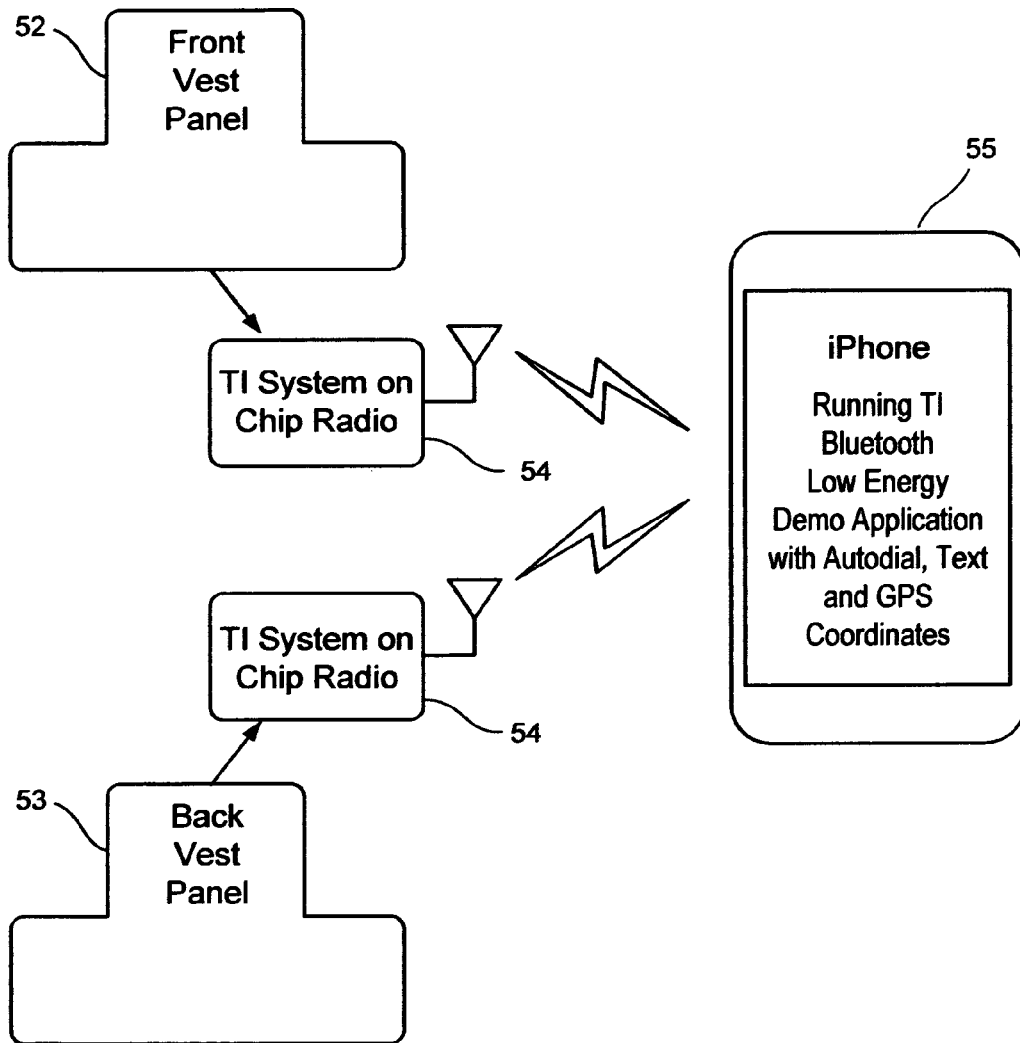 52
Front
Vest
Panel
55
TI System on
Chip Radio
54
iPhone
Running TI
Bluetooth
Low Energy
Demo Application
with Autodial, Text
and GPS
Coordinates
TI System on
Chip Radio
54
53
Back
Vest
Panel